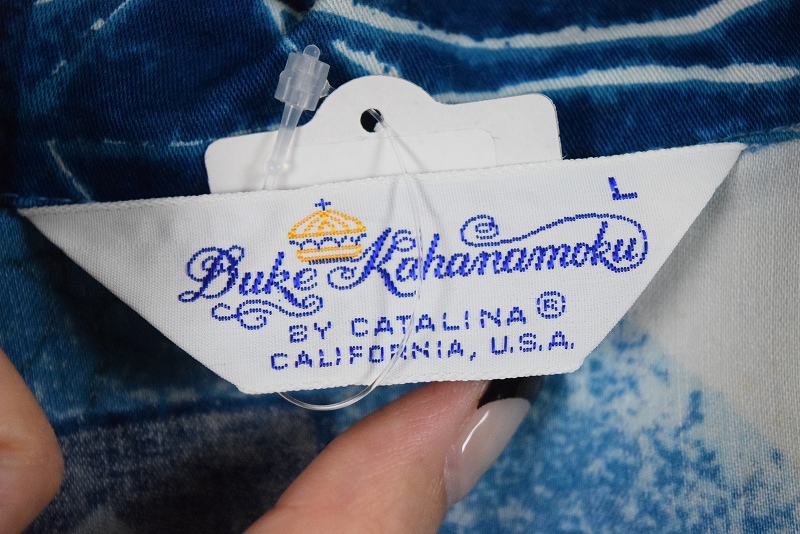 L
Duke Kahanamoku
BY CATALINA®
CALIFORNIA, U.S.A.